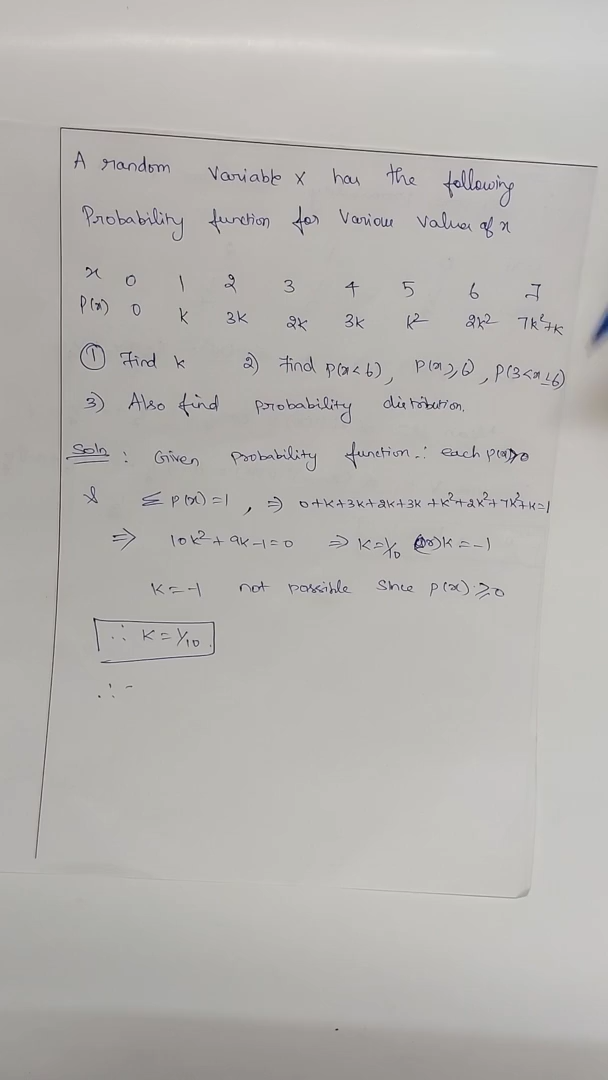 A random variable x has the following
Probability function for various value of x
x 0 1 2 3 4 5 6 7
P(x) 0 k 3k 2k 3k k² 2k² 7k²+k
① Find k 2) Find P(x<6), P(x≥6), P(3<x≤6)
3) Also find probability distribution.
Soln : Given probability function ∴ each p(x)≥0
& Σ P(x)=1, ⇒ 0+k+3k+2k+3k+k²+2k²+7k²+k=1
⇒ 10k²+9k-1=0 ⇒ k=1/10 (or) k=-1
k=-1 not possible since p(x)≥0
∴ k=1/10.
∴ -